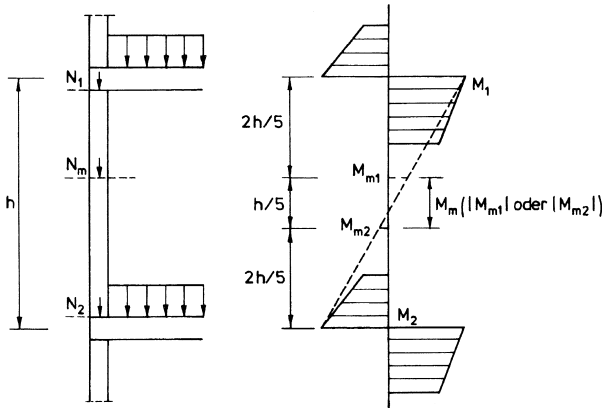 N₁
Nₘ
h
N₂
M₁
2h/5
Mₘ₁
h/5
Mₘ (|Mₘ₁| oder |Mₘ₂|)
Mₘ₂
2h/5
M₂